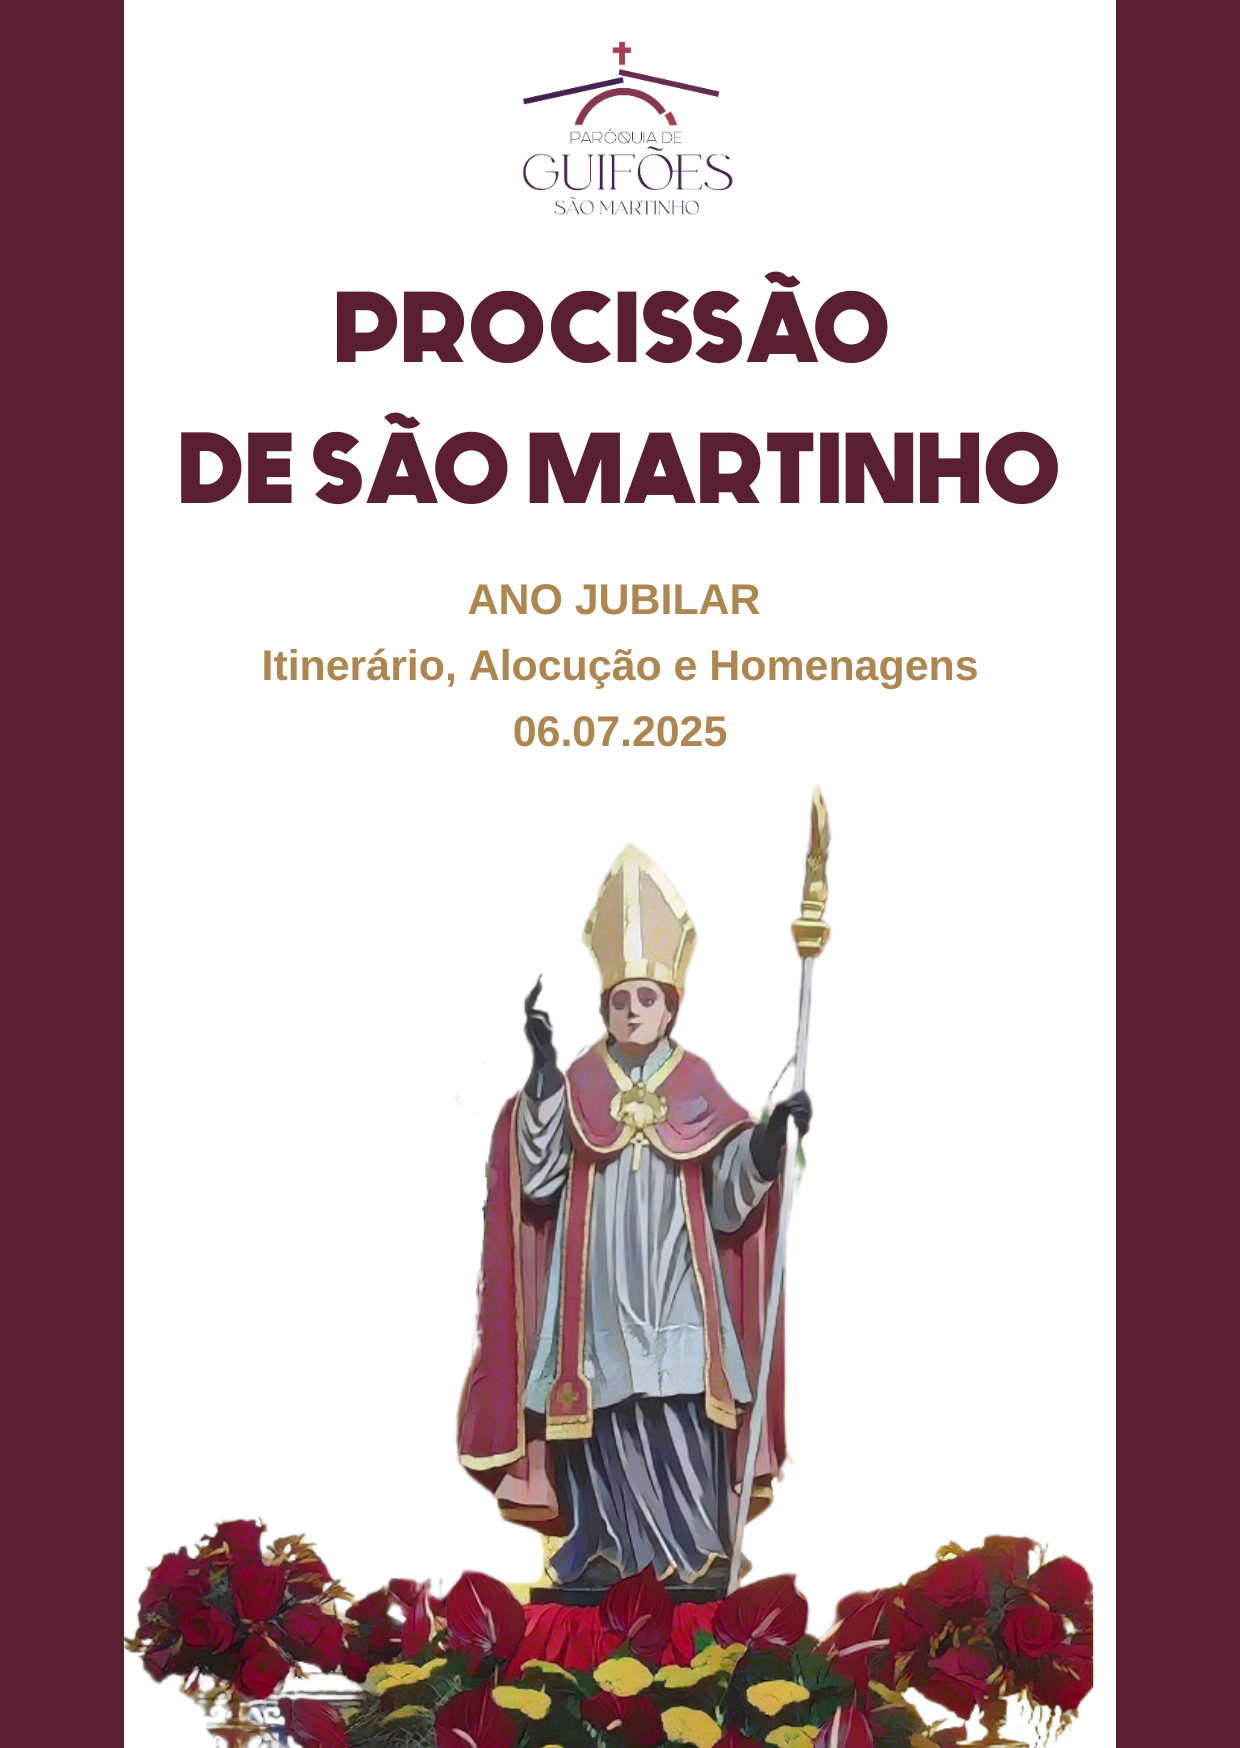 PARÓQUIA DE
GUIFÕES
SÃO MARTINHO
PROCISSÃO
DE SÃO MARTINHO
ANO JUBILAR
Itinerário, Alocução e Homenagens
06.07.2025